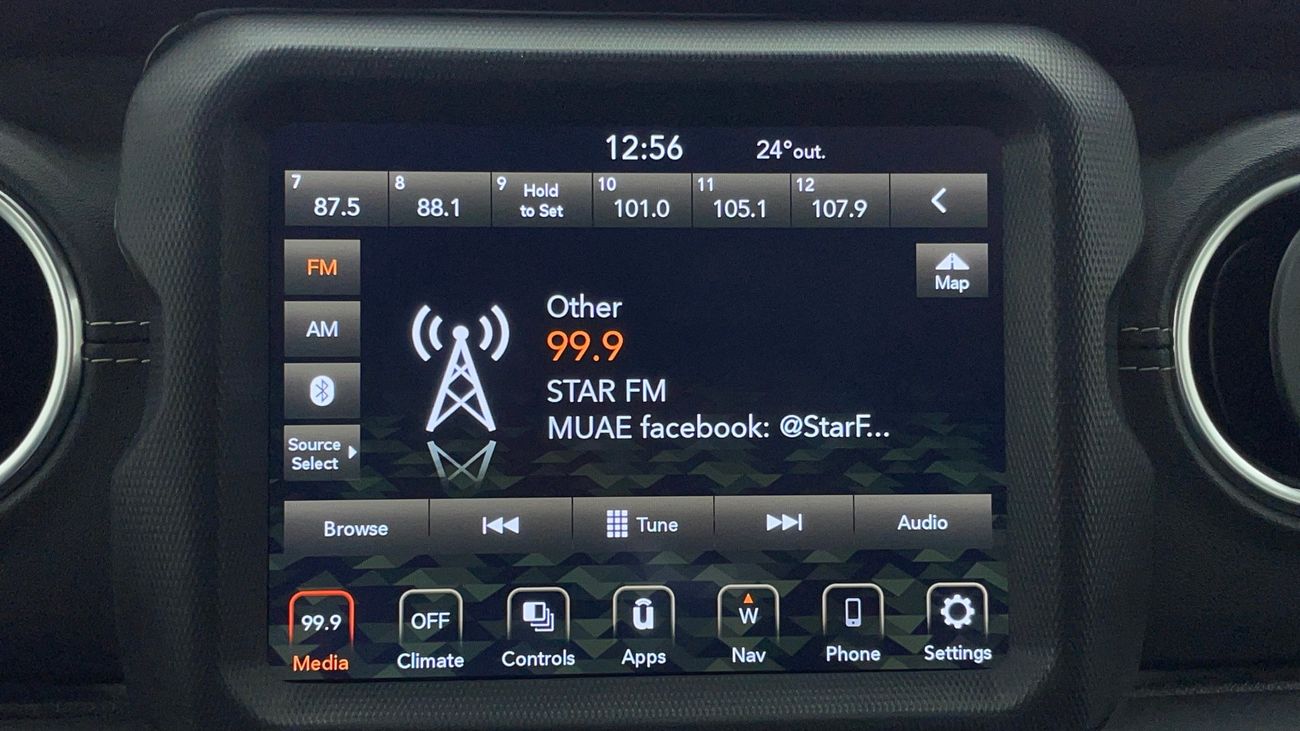 12:56 24°out.
7 87.5 8 88.1 9 Hold to Set 10 101.0 11 105.1 12 107.9
FM
AM
Source
Select
Map
Other
99.9
STAR FM
MUAE facebook: @StarF...
Browse Tune Audio
99.9 OFF W
Media Climate Controls Apps Nav Phone Settings